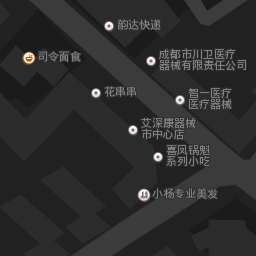 韵达快递
成都市川卫医疗
器械有限责任公司
司令面食
花串串
智一医疗
医疗器械
艾深康器械
市中心店
喜凤锅魁
系列小吃
小杨专业美发